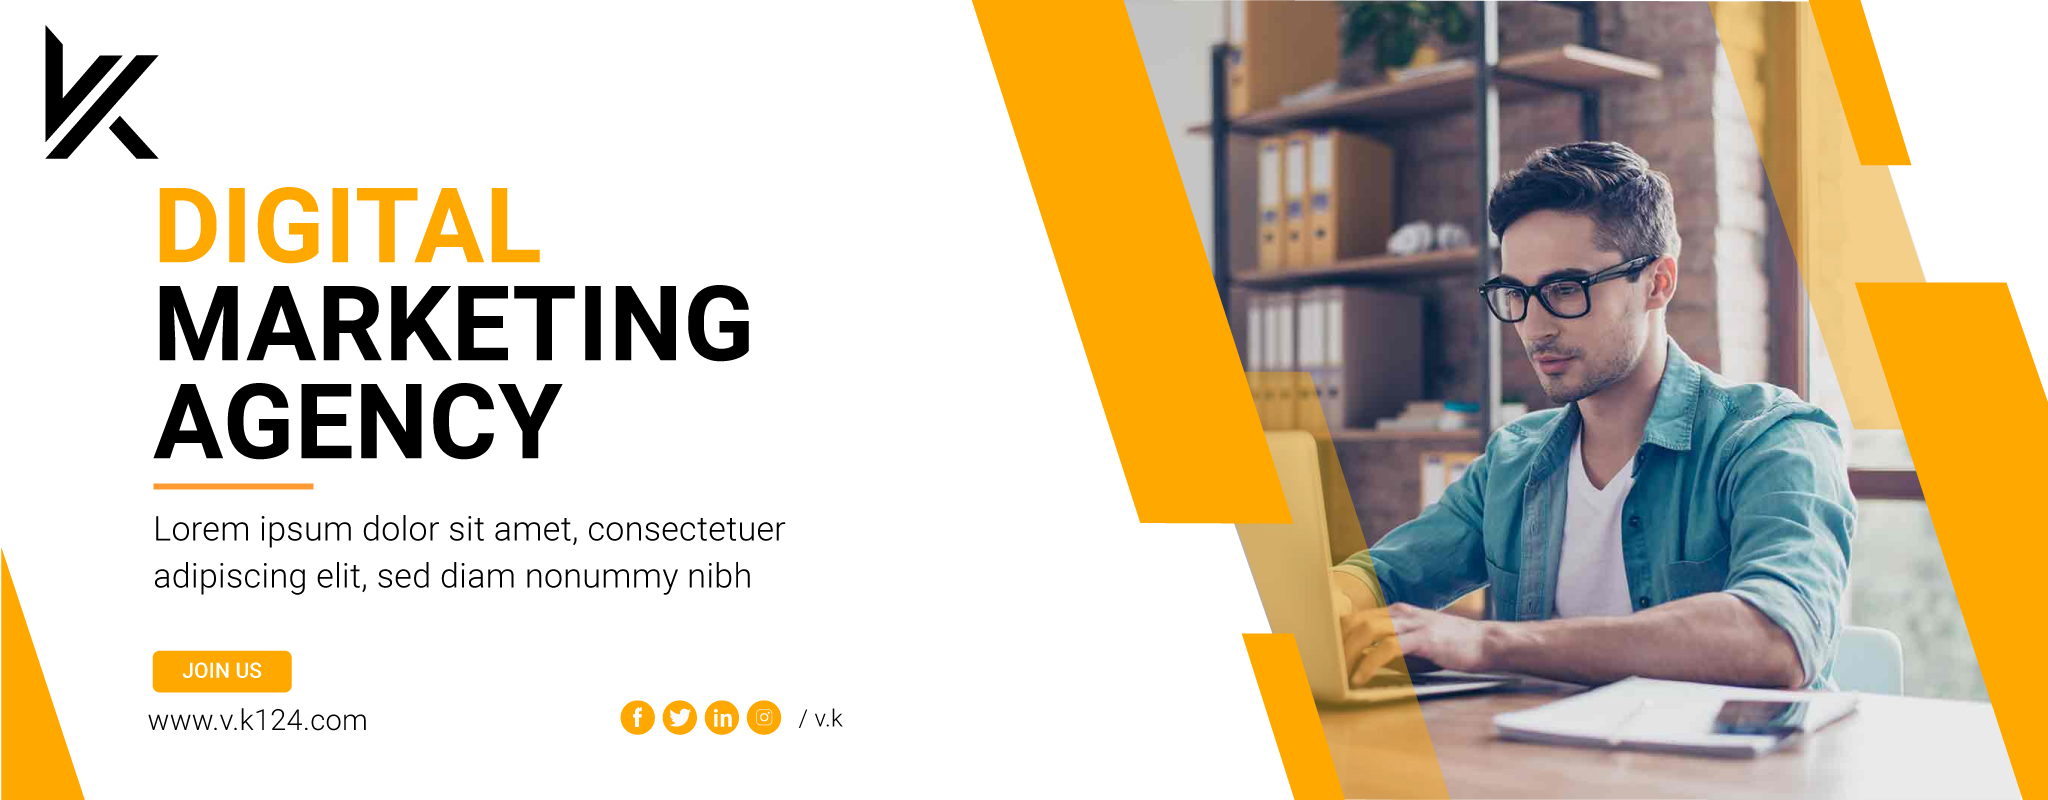 VK
DIGITAL
MARKETING
AGENCY
Lorem ipsum dolor sit amet, consectetuer
adipiscing elit, sed diam nonummy nibh
JOIN US
www.v.k124.com
/ v.k